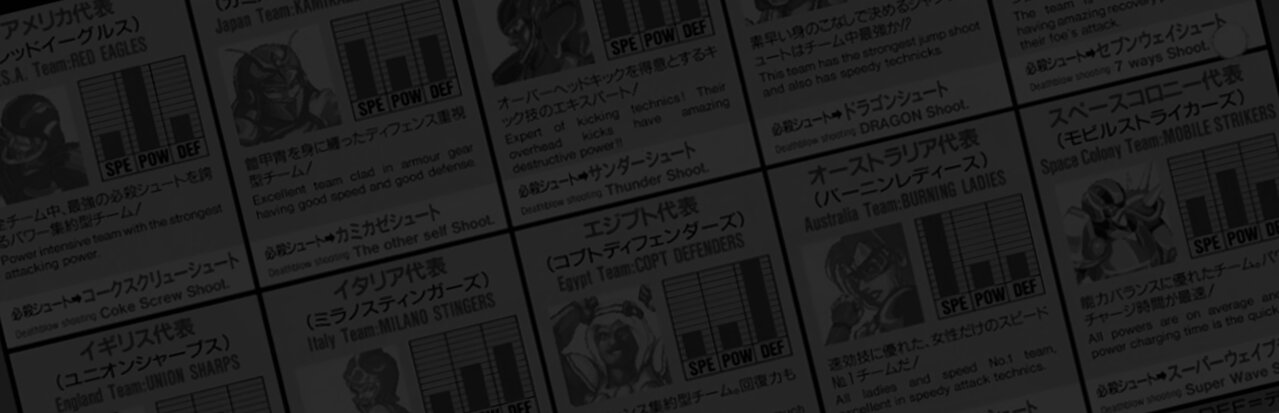 アメリカ代表
ッドイーグルス)
S.A. Team:RED EAGLES
SPE POW DEF
チーム中、最強の必殺シュートを誇
るパワー集約型チーム!
Power intensive team with the strongest
attacking power.
必殺シュート➡コークスクリューシュート
Deathblow shooting Coke Screw Shoot.
イギリス代表
(ユニオンシャープス)
England Team:UNION SHARPS
Japan Team:KAMIKA
SPE POW DEF
鎧甲冑を身に纏ったディフェンス重視
型チーム!
Excellent team clad in armour gear
having good speed and good defense.
必殺シュート➡カミカゼシュート
Deathblow shooting The other self Shoot.
イタリア代表
(ミラノスティンガーズ)
Italy Team:MILANO STINGERS
SPE POW DEF
オーバーヘッドキックを得意とするキ
ック技のエキスパート!
Expert of kicking technics! Their
overhead kicks have amazing
destructive power!!
必殺シュート➡サンダーシュート
Deathblow shooting Thunder Shoot.
エジプト代表
(コプトディフェンダーズ)
Egypt Team:COPT DEFENDERS
SPE POW DEF
ンス集約型チーム。回復力も
SPE POW DEF
素早い身のこなしで決めるジャン
ュートはチーム中最強か!?
This team has the strongest jump shoot
and also has speedy technics.
必殺シュート➡ドラゴンシュート
Deathblow shooting DRAGON Shoot.
オーストラリア代表
(バーニンレディース)
Australia Team:BURNING LADIES
SPE POW DEF
速効技に優れた、女性だけのスピード
No.1チームだ!
All ladies and speed No.1 team,
excellent in speedy attack technics.
The team is
having amazing recovery
their foe's attack.
必殺シュート➡セブンウェイシュート
Deathblow shooting 7 ways Shoot.
スペースコロニー代表
(モビルストライカーズ)
Space Colony Team:MOBILE STRIKERS
SPE POW DEF
能力バランスに優れたチーム。パ
チャージ時間が最速!
All powers are on average and
power charging time is the quick
必殺シュート➡スーパーウェイブ
Deathblow shooting Super Wave S